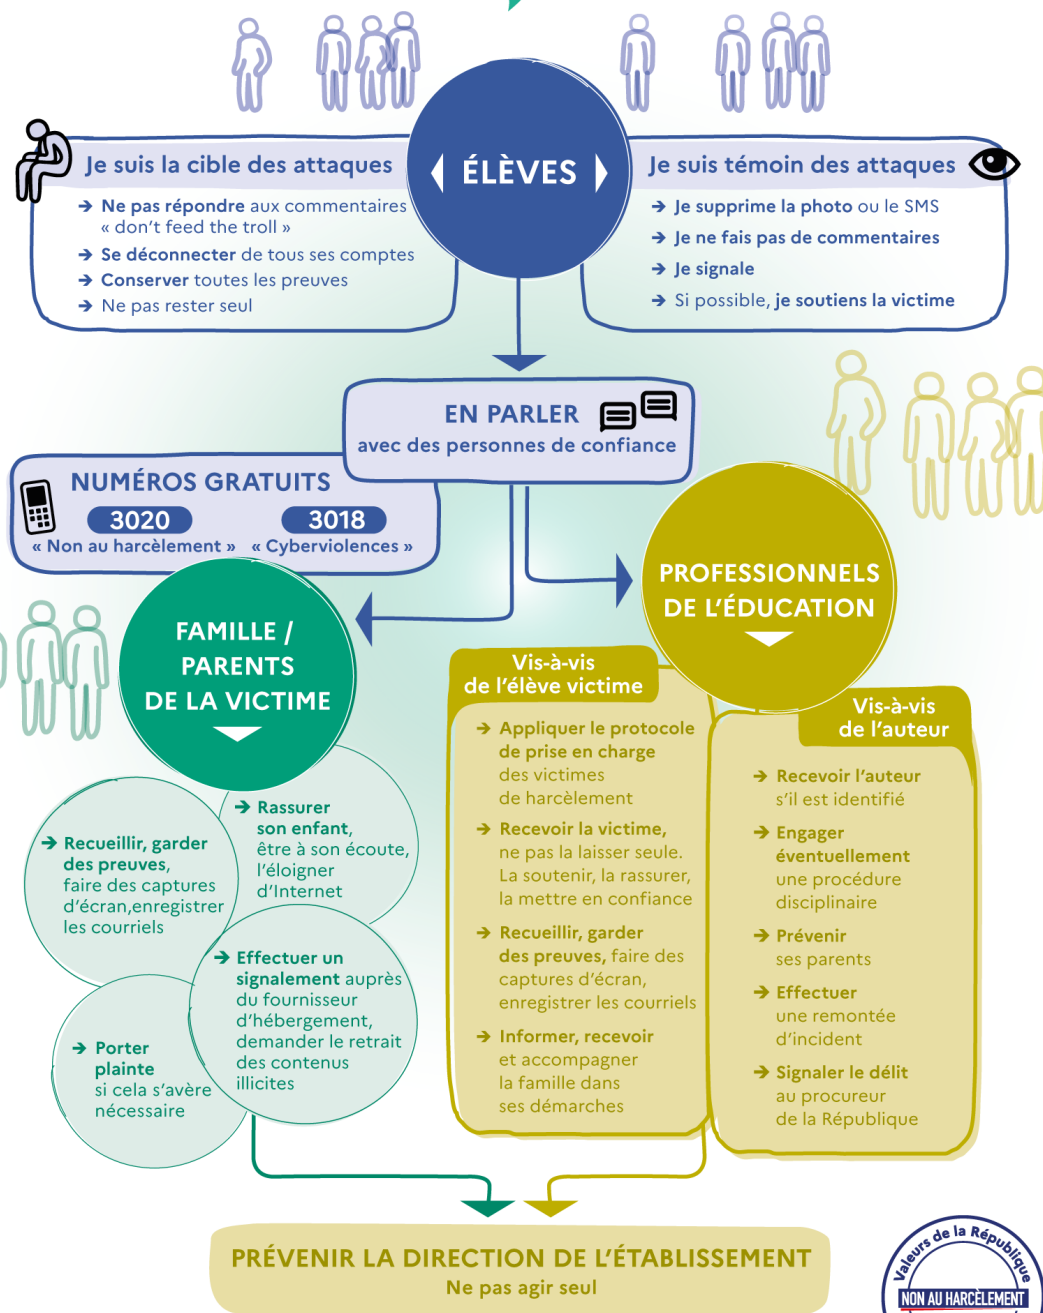 ÉLÈVES
Je suis la cible des attaques
➔ Ne pas répondre aux commentaires
« don't feed the troll »
➔ Se déconnecter de tous ses comptes
➔ Conserver toutes les preuves
➔ Ne pas rester seul
Je suis témoin des attaques
➔ Je supprime la photo ou le SMS
➔ Je ne fais pas de commentaires
➔ Je signale
➔ Si possible, je soutiens la victime
EN PARLER
avec des personnes de confiance
NUMÉROS GRATUITS
3020
« Non au harcèlement »
3018
« Cyberviolences »
FAMILLE /
PARENTS
DE LA VICTIME
➔ Rassurer
son enfant,
être à son écoute,
l'éloigner
d'Internet
➔ Recueillir, garder
des preuves,
faire des captures
d'écran,enregistrer
les courriels
➔ Effectuer un
signalement auprès
du fournisseur
d'hébergement,
demander le retrait
des contenus
illicites
➔ Porter
plainte
si cela s'avère
nécessaire
PROFESSIONNELS
DE L'ÉDUCATION
Vis-à-vis
de l'élève victime
➔ Appliquer le protocole
de prise en charge
des victimes
de harcèlement
➔ Recevoir la victime,
ne pas la laisser seule.
La soutenir, la rassurer,
la mettre en confiance
➔ Recueillir, garder
des preuves, faire des
captures d'écran,
enregistrer les courriels
➔ Informer, recevoir
et accompagner
la famille dans
ses démarches
Vis-à-vis
de l'auteur
➔ Recevoir l'auteur
s'il est identifié
➔ Engager
éventuellement
une procédure
disciplinaire
➔ Prévenir
ses parents
➔ Effectuer
une remontée
d'incident
➔ Signaler le délit
au procureur
de la République
PRÉVENIR LA DIRECTION DE L'ÉTABLISSEMENT
Ne pas agir seul
Valeurs de la République
NON AU HARCÈLEMENT